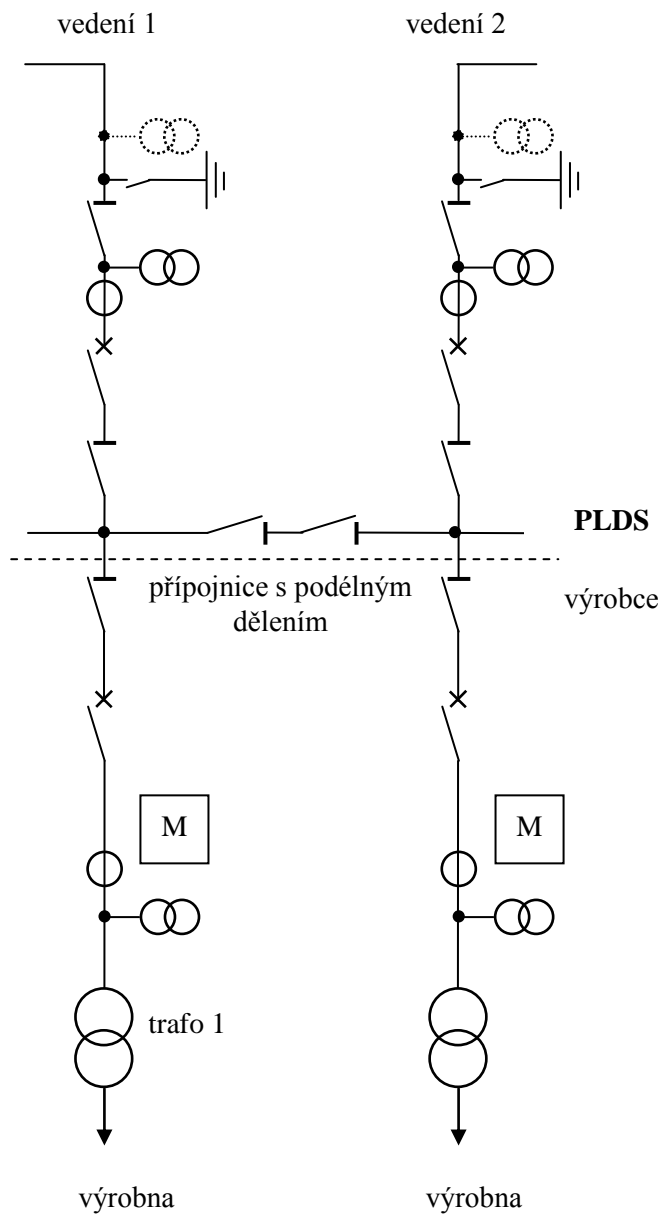 vedení 1
vedení 2
PLDS
přípojnice s podélným
dělením
výrobce
M
M
trafo 1
výrobna
výrobna